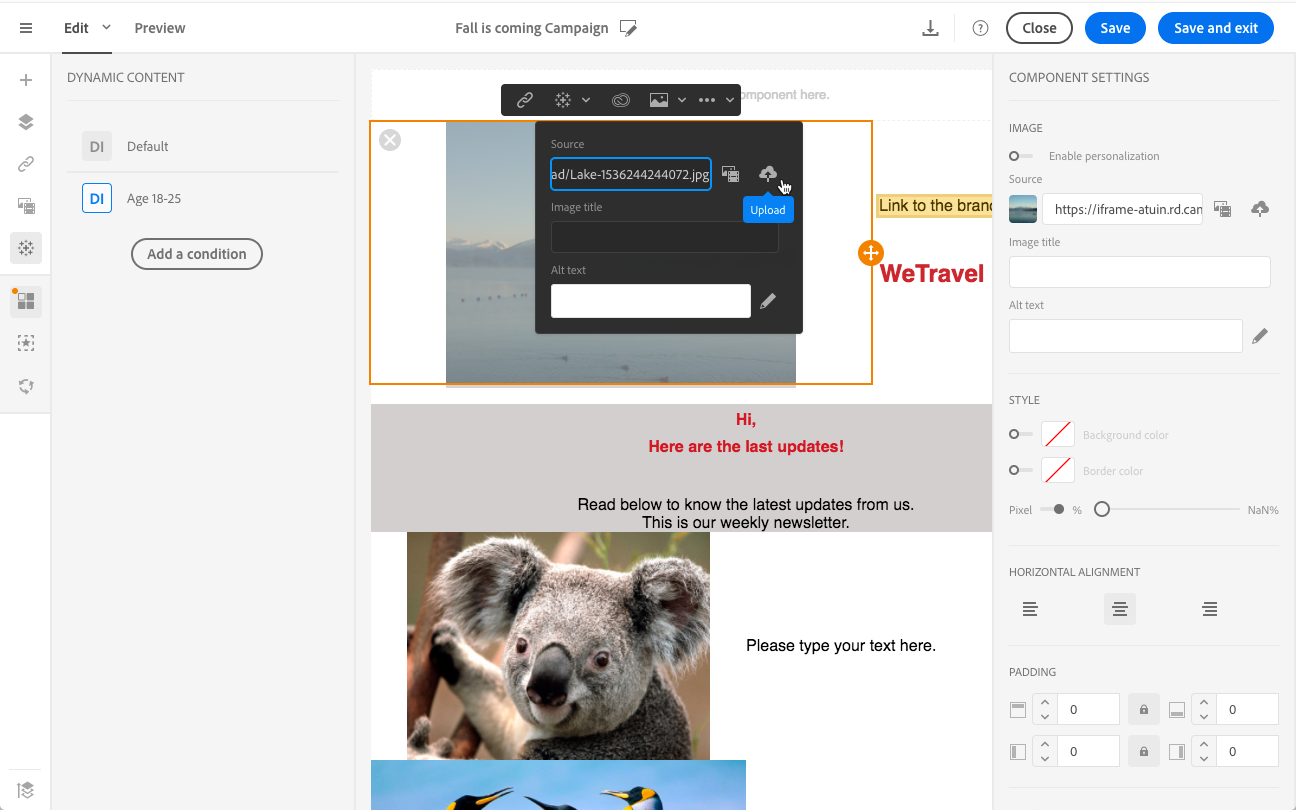 Edit
Preview
Fall is coming Campaign
Close
Save
Save and exit
DYNAMIC CONTENT
DI Default
DI Age 18-25
Add a condition
omponent here.
Source
ad/Lake-1536244244072.jpg
Upload
Image title
Alt text
Link to the branc
WeTravel
Hi,
Here are the last updates!
Read below to know the latest updates from us.
This is our weekly newsletter.
Please type your text here.
COMPONENT SETTINGS
IMAGE
Enable personalization
Source
https://iframe-atuin.rd.can
Image title
Alt text
STYLE
Background color
Border color
Pixel % NaN%
HORIZONTAL ALIGNMENT
PADDING
0 0
0 0